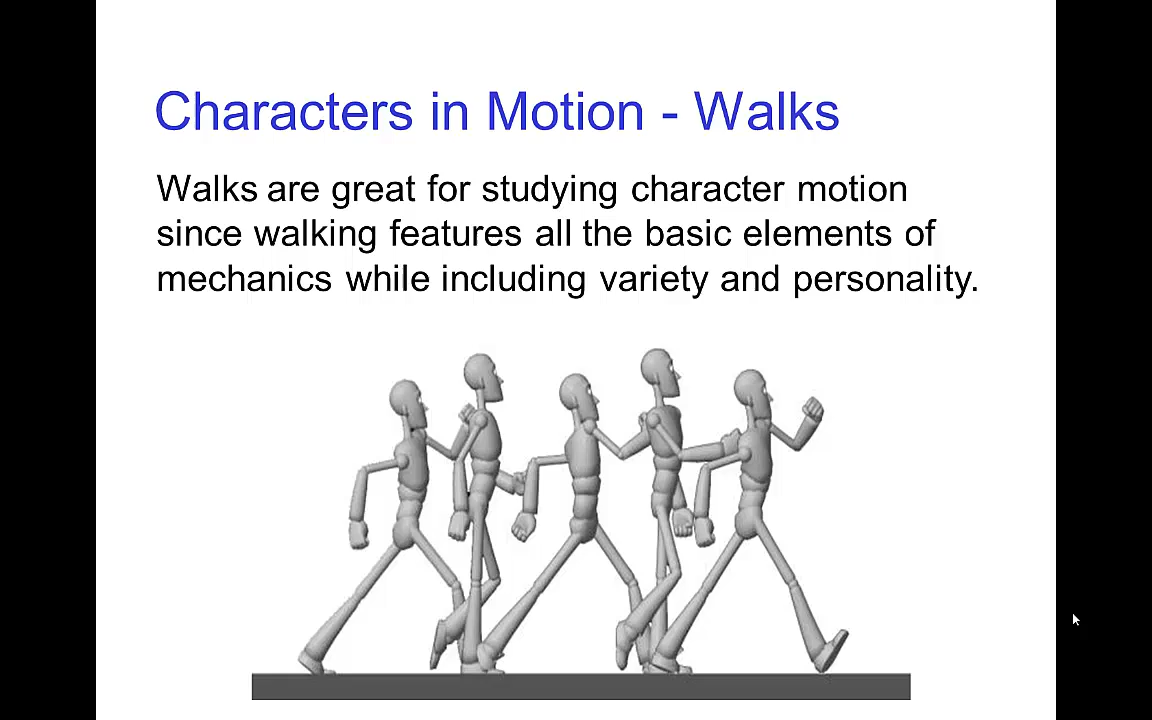 Characters in Motion - Walks
Walks are great for studying character motion
since walking features all the basic elements of
mechanics while including variety and personality.